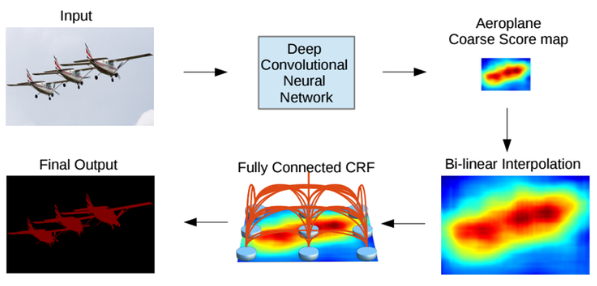 Input
Deep
Convolutional
Neural
Network
Aeroplane
Coarse Score map
Bi-linear Interpolation
Fully Connected CRF
Final Output